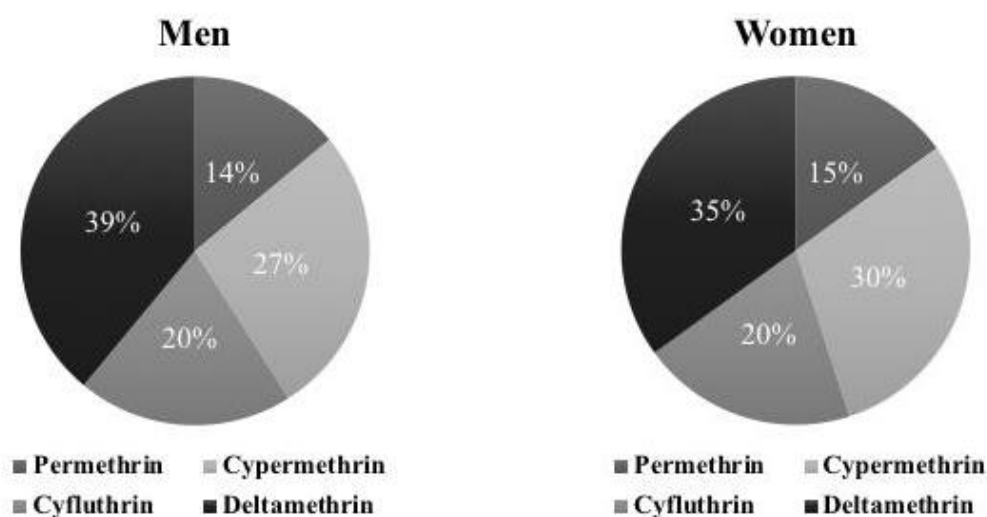 Men
14%
27%
20%
39%
Permethrin Cypermethrin
Cyfluthrin Deltamethrin
Women
15%
30%
20%
35%
Permethrin Cypermethrin
Cyfluthrin Deltamethrin